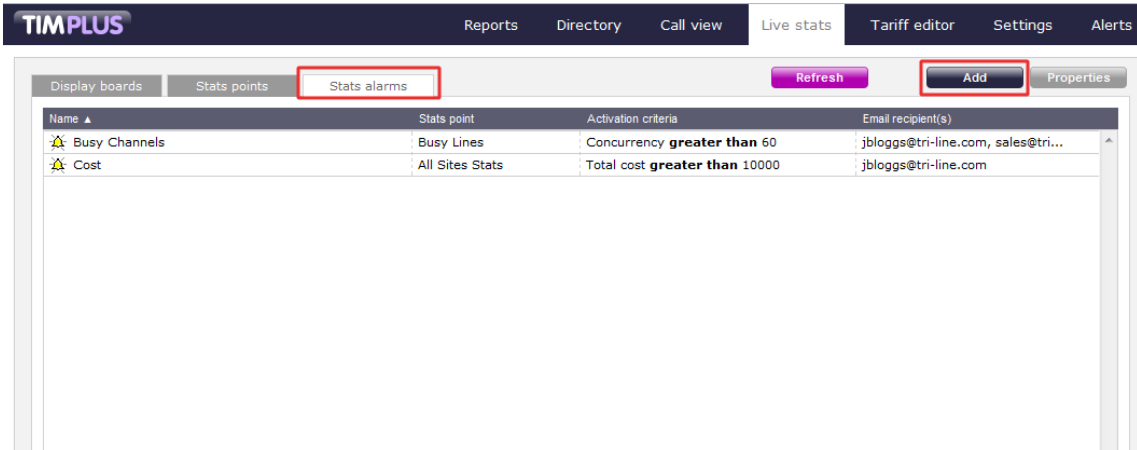 TIMPLUS Reports Directory Call view Live stats Tariff editor Settings Alerts
Display boards Stats points Stats alarms Refresh Add Properties
Name ▲ Stats point Activation criteria Email recipient(s)
Busy Channels Busy Lines Concurrency greater than 60 jbloggs@tri-line.com, sales@tri...
Cost All Sites Stats Total cost greater than 10000 jbloggs@tri-line.com